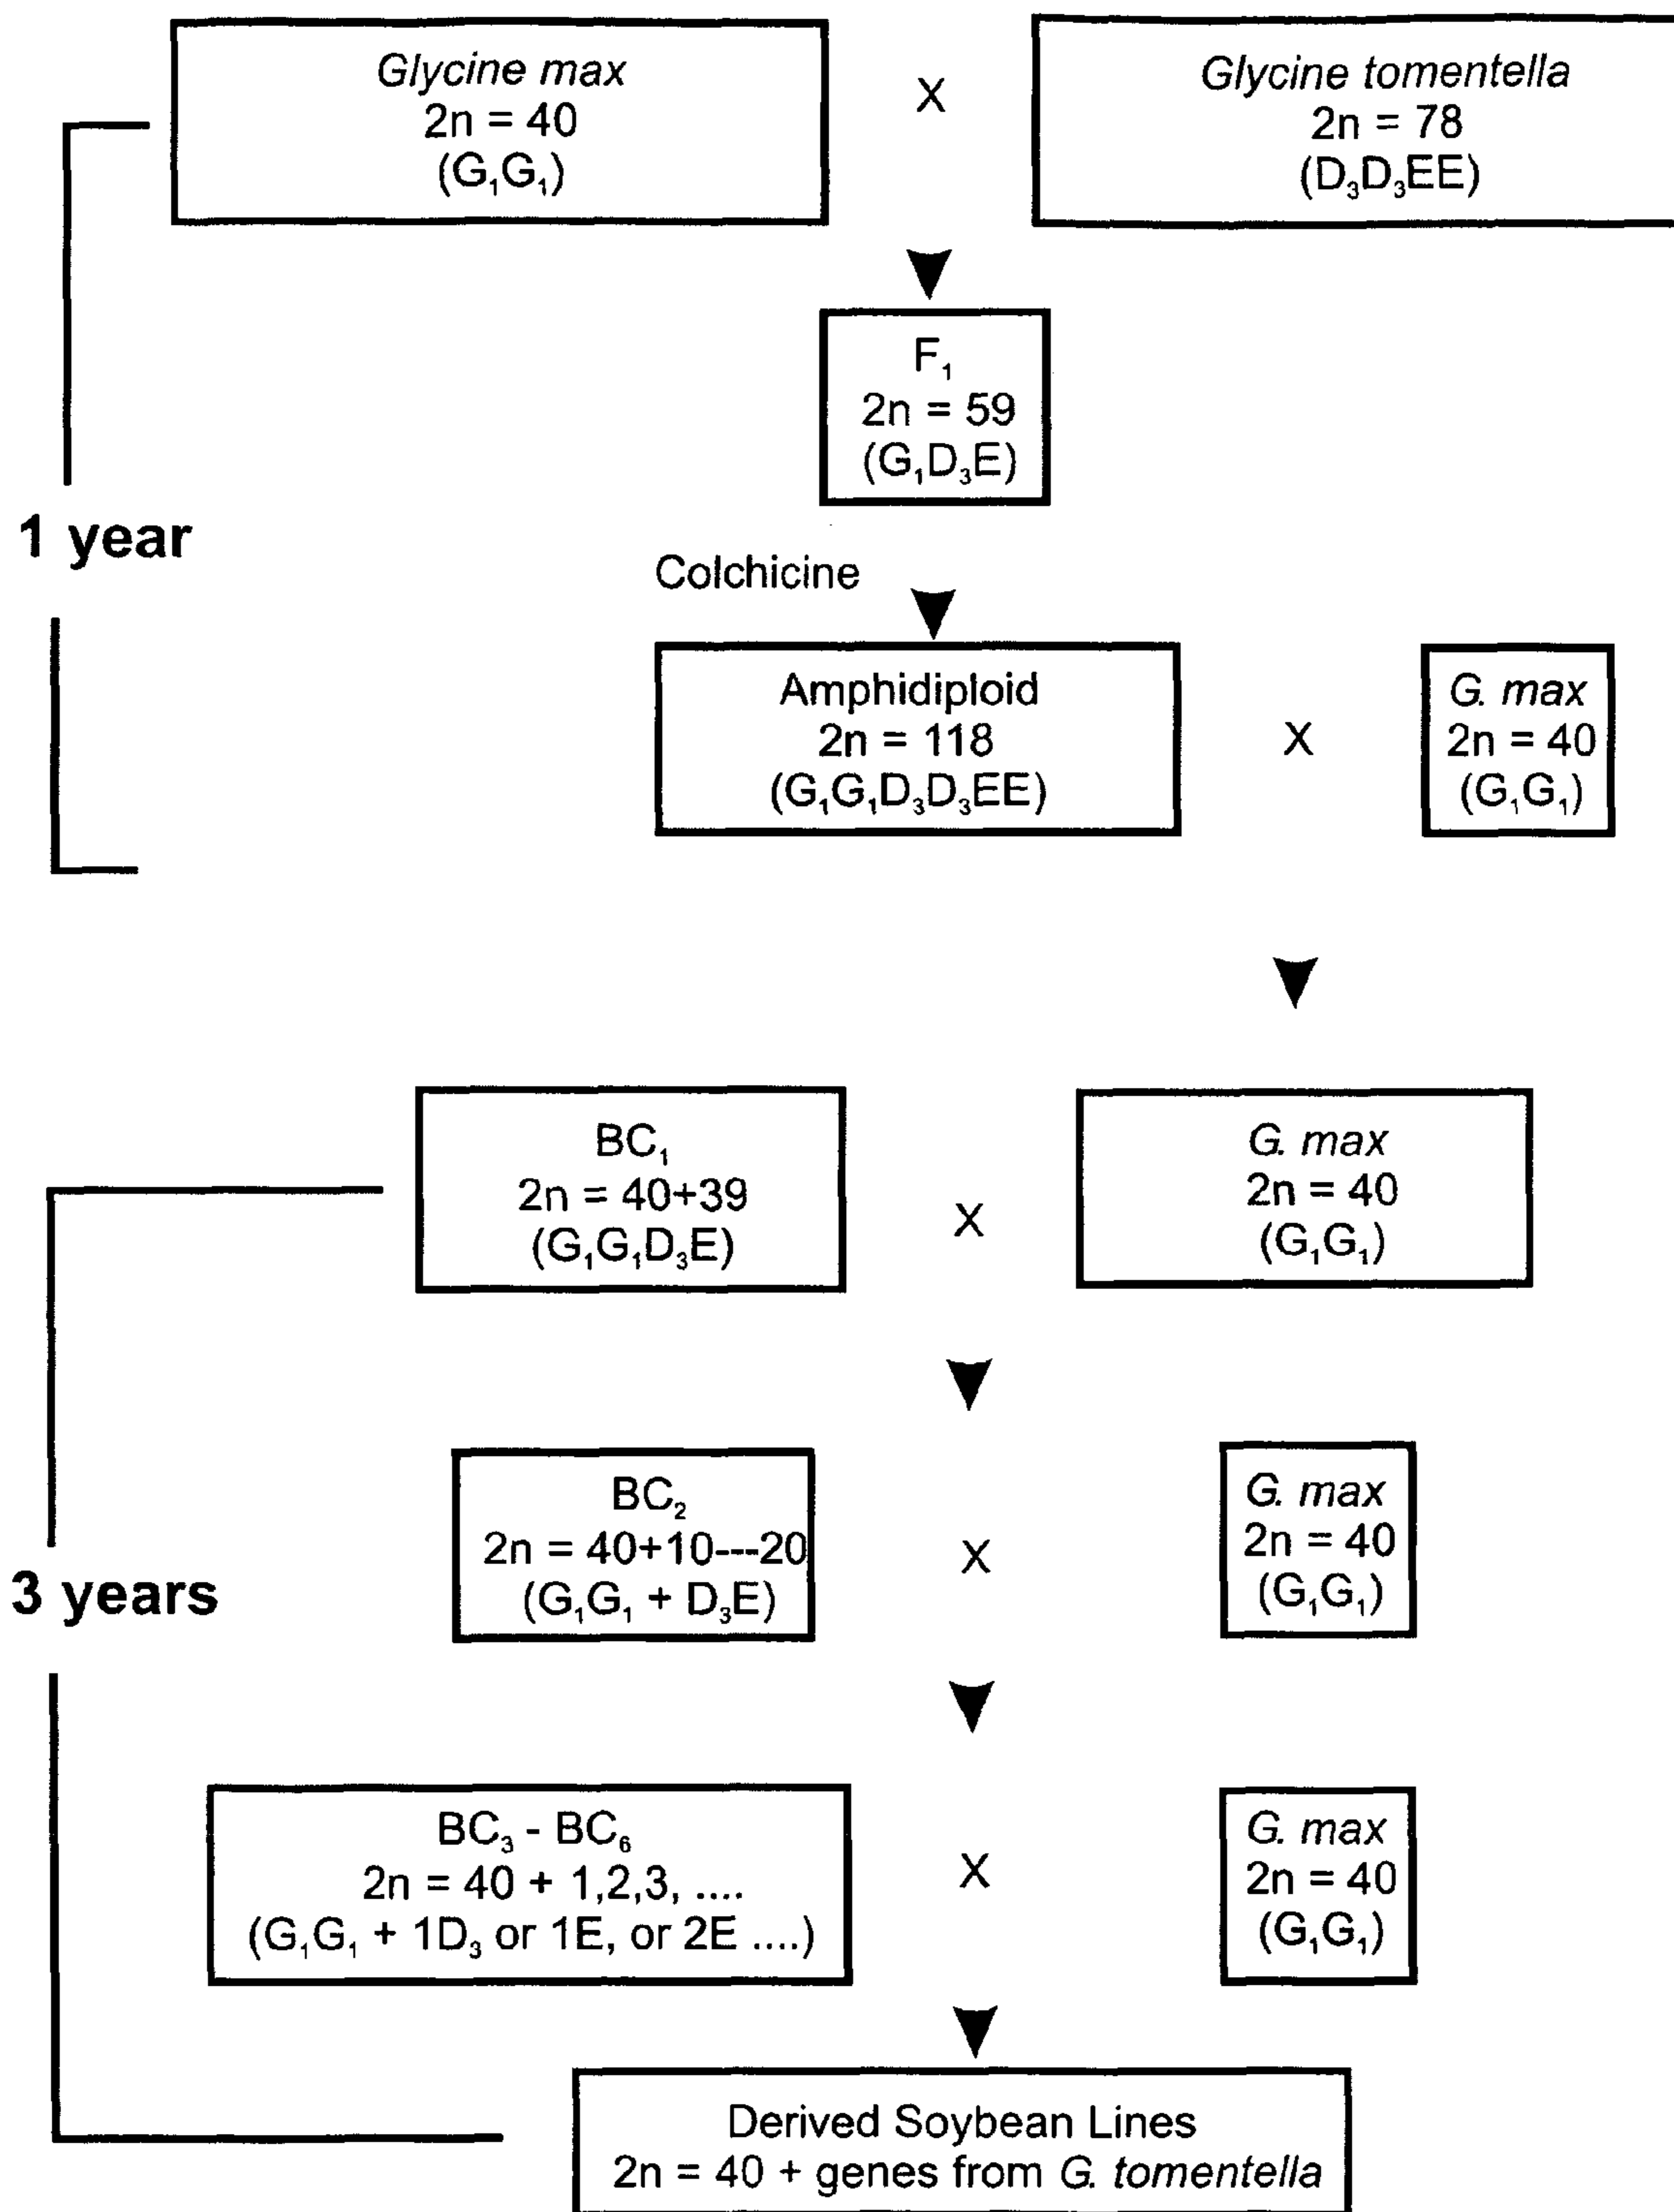 Glycine max
2n = 40
(G₁G₁)
X
Glycine tomentella
2n = 78
(D₃D₃EE)
F₁
2n = 59
(G₁D₃E)
1 year
Colchicine
Amphidiploid
2n = 118
(G₁G₁D₃D₃EE)
X
G. max
2n = 40
(G₁G₁)
BC₁
2n = 40+39
(G₁G₁D₃E)
X
G. max
2n = 40
(G₁G₁)
BC₂
2n = 40+10---20
(G₁G₁ + D₃E)
X
G. max
2n = 40
(G₁G₁)
3 years
BC₃ - BC₆
2n = 40 + 1,2,3, ....
(G₁G₁ + 1D₃ or 1E, or 2E ....)
X
G. max
2n = 40
(G₁G₁)
Derived Soybean Lines
2n = 40 + genes from G. tomentella